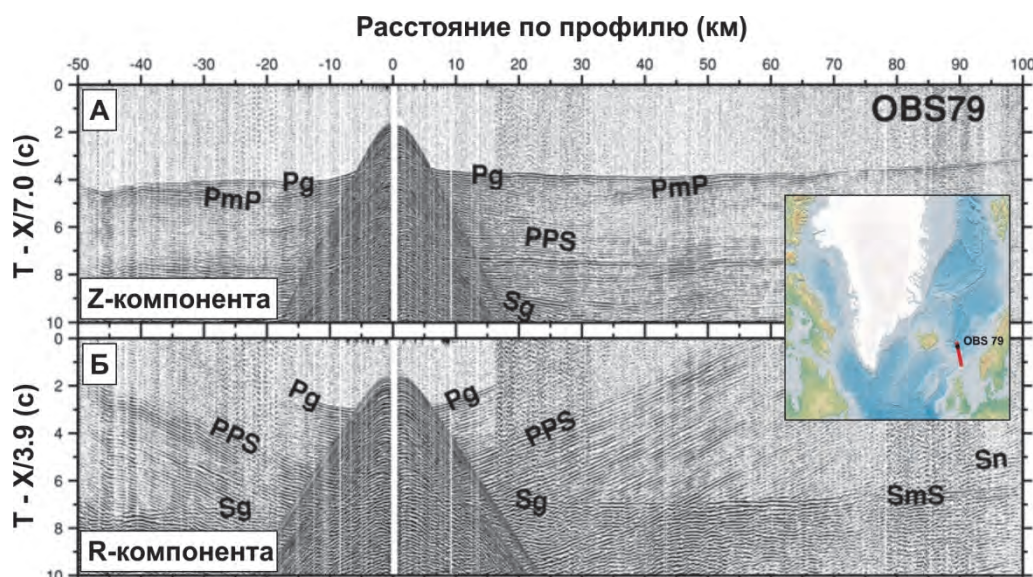 Расстояние по профилю (км)
-50 -40 -30 -20 -10 0 10 20 30 40 50 60 70 80 90 100
0
А
OBS79
2
Pg Pg
4
PmP PmP
6
PPS
8
Z-компонента
Sg
10
T - X/7.0 (с)
OBS 79
0
Б
2
Pg Pg
4
PPS PPS
Sn
6
Sg Sg SmS
8
R-компонента
10
T - X/3.9 (с)